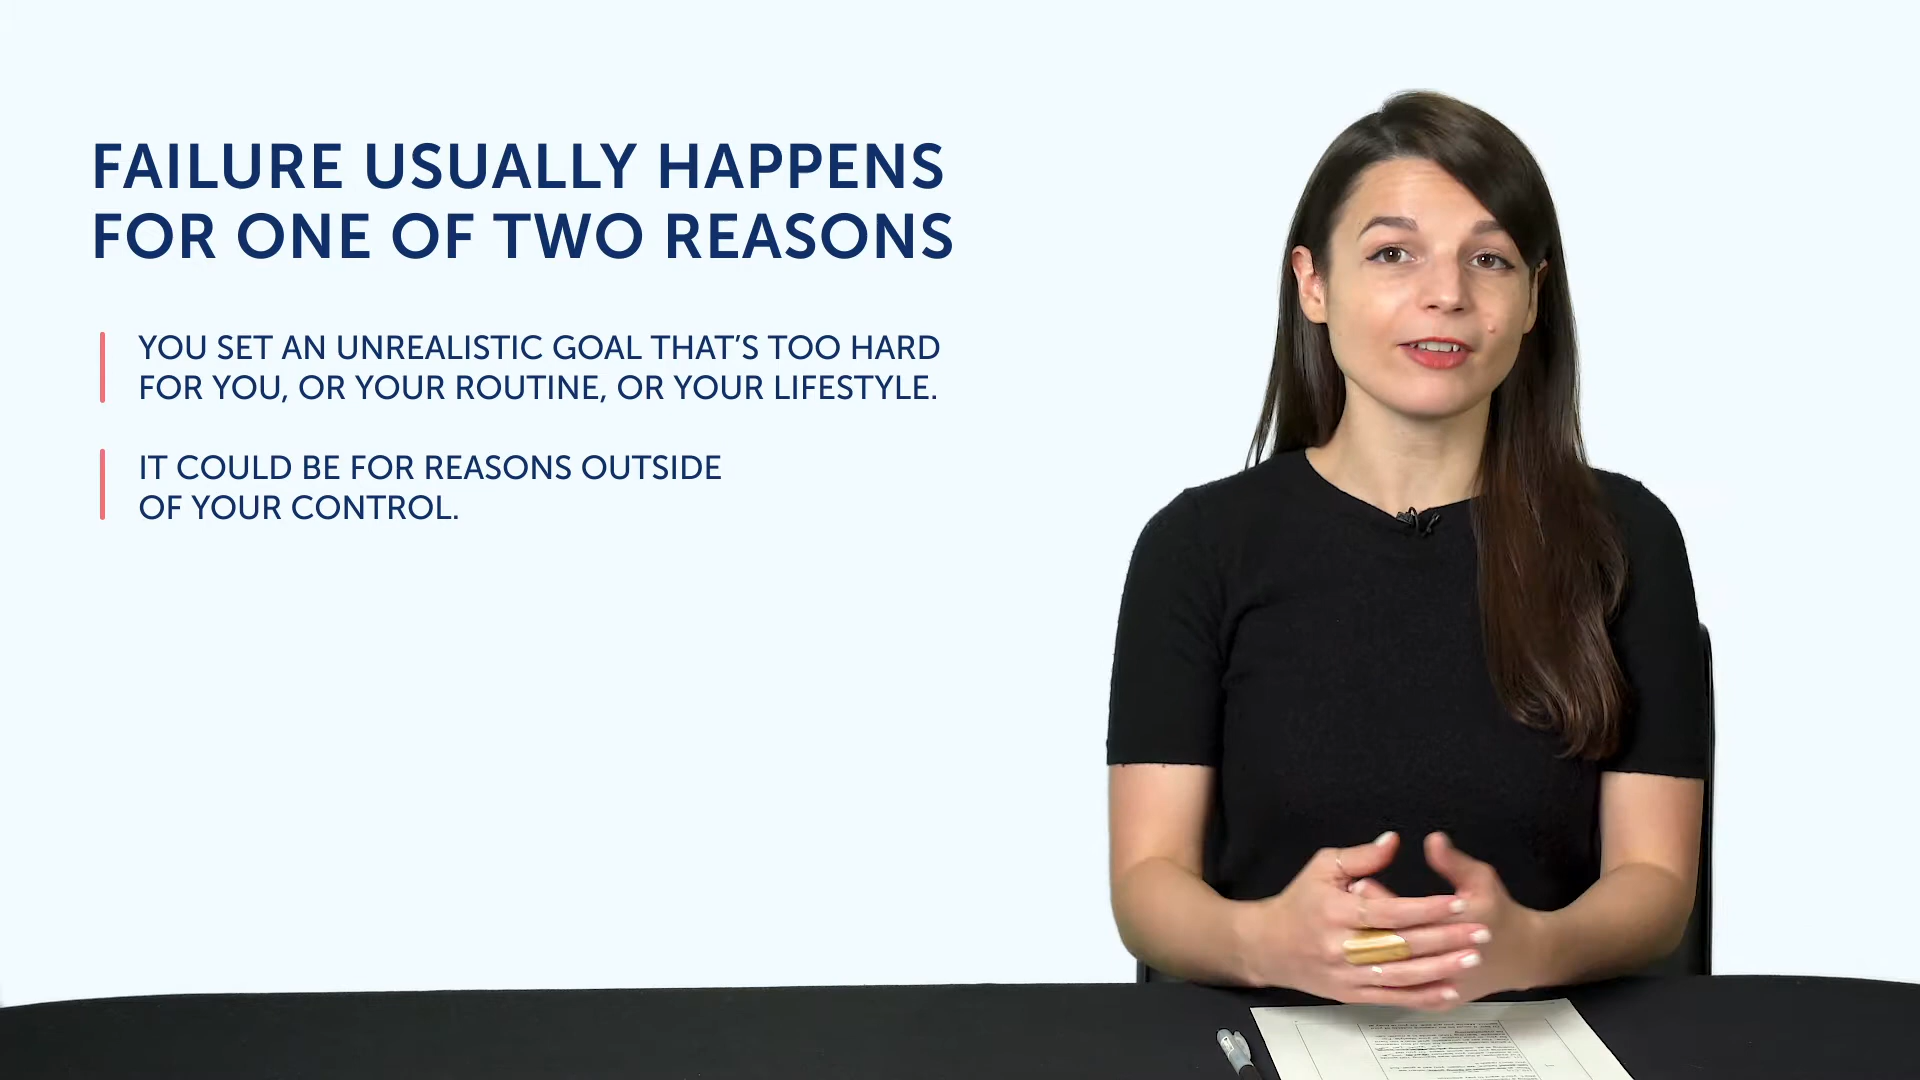 FAILURE USUALLY HAPPENS
FOR ONE OF TWO REASONS
YOU SET AN UNREALISTIC GOAL THAT’S TOO HARD
FOR YOU, OR YOUR ROUTINE, OR YOUR LIFESTYLE.
IT COULD BE FOR REASONS OUTSIDE
OF YOUR CONTROL.